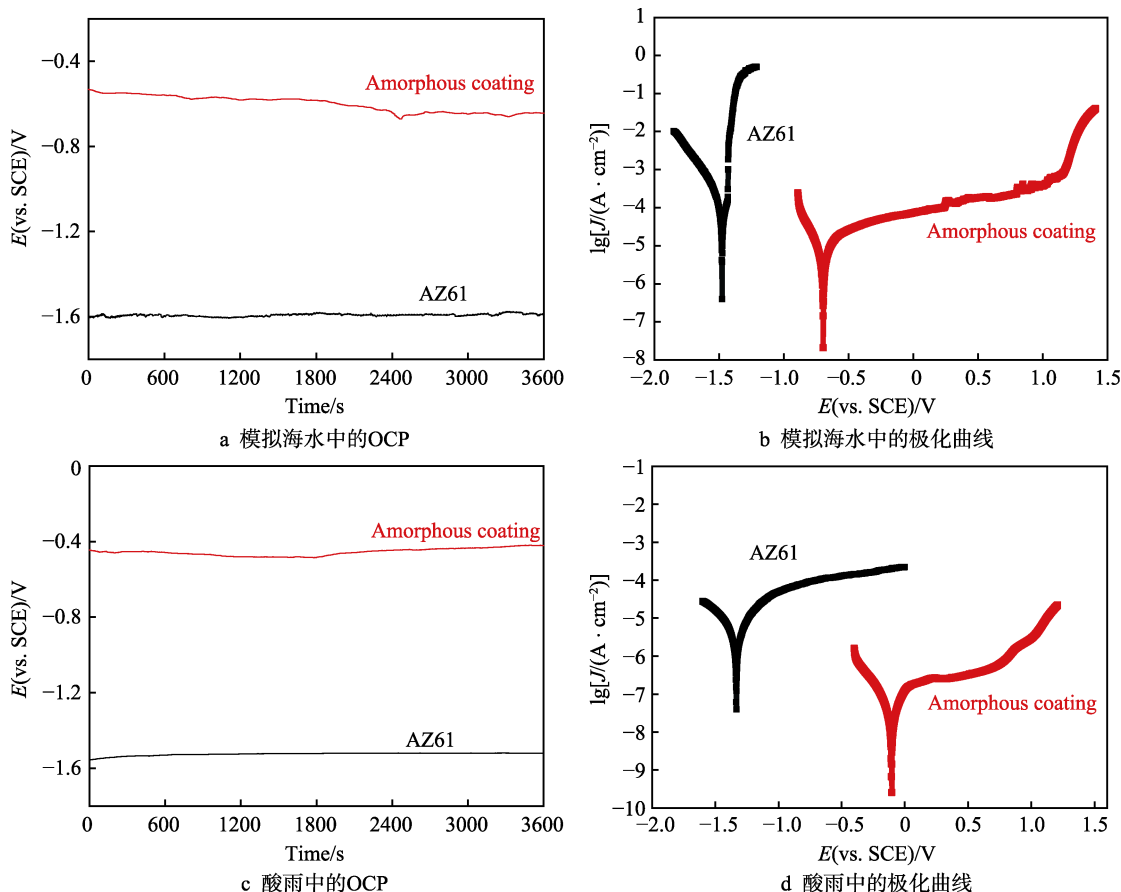 E(vs. SCE)/V
−0.4
−0.8
−1.2
−1.6
Amorphous coating
AZ61
0 600 1200 1800 2400 3000 3600
Time/s
a 模拟海水中的OCP
lg[J/(A · cm⁻²)]
1
0
−1
−2
−3
−4
−5
−6
−7
−8
AZ61
Amorphous coating
−2.0 −1.5 −1.0 −0.5 0 0.5 1.0 1.5
E(vs. SCE)/V
b 模拟海水中的极化曲线
E(vs. SCE)/V
0
−0.4
−0.8
−1.2
−1.6
Amorphous coating
AZ61
0 600 1200 1800 2400 3000 3600
Time/s
c 酸雨中的OCP
lg[J/(A · cm⁻²)]
−1
−2
−3
−4
−5
−6
−7
−8
−9
−10
AZ61
Amorphous coating
−2.0 −1.5 −1.0 −0.5 0 0.5 1.0 1.5
E(vs. SCE)/V
d 酸雨中的极化曲线